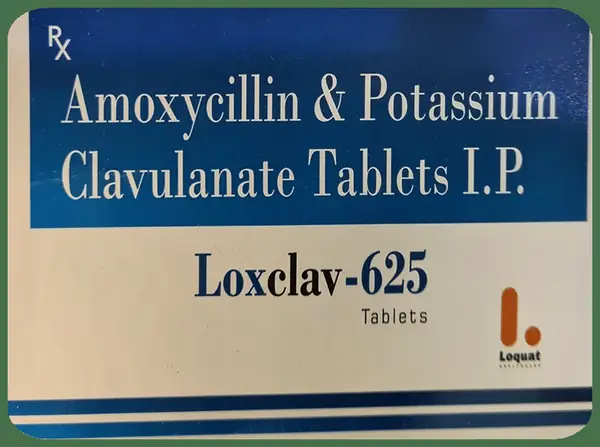 Rx
Amoxycillin & Potassium
Clavulanate Tablets I.P.
Loxclav-625
Tablets
Loquat